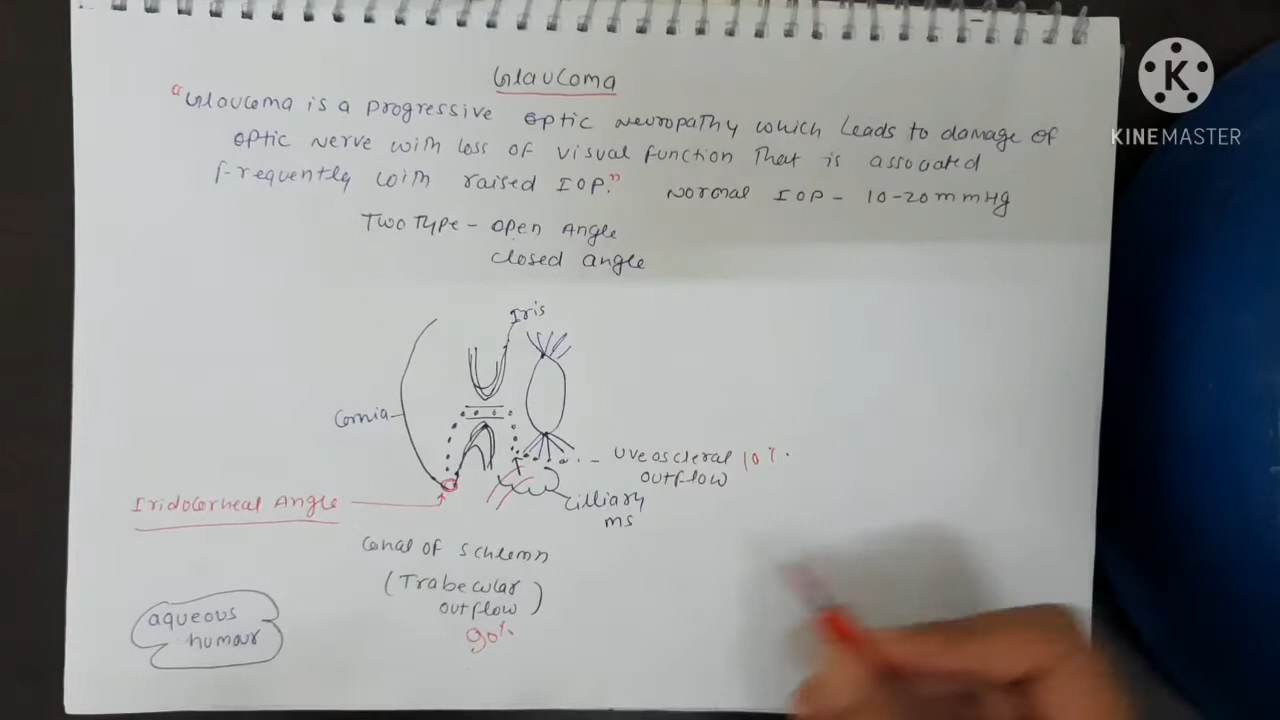 Glaucoma
"Glaucoma is a progressive optic neuropathy which leads to damage of
optic nerve with loss of visual function that is associated
frequently with raised IOP."
Normal IOP - 10-20 mmHg
Two Type - open Angle
closed angle
Iris
Cornia
uveoscleral 10%.
outflow
cilliary
ms
Iridocorneal Angle
canal of schlemn
(Trabecular
outflow)
90%
aqueous
humour
K
KINEMASTER